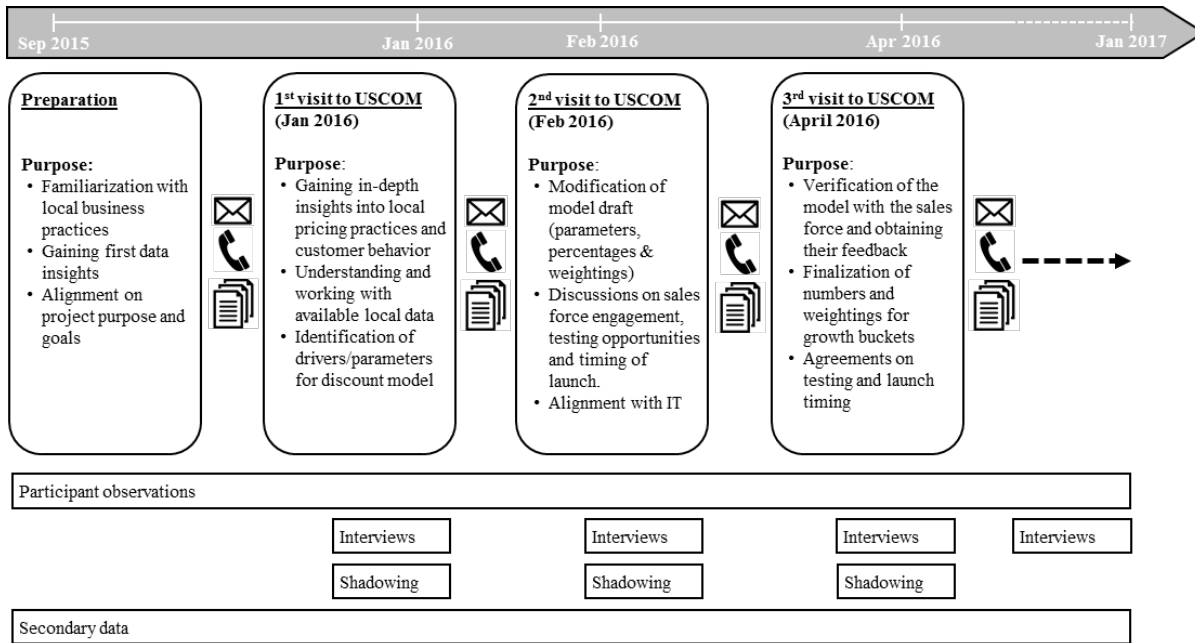 Sep 2015
Jan 2016
Feb 2016
Apr 2016
Jan 2017
Preparation
Purpose:
• Familiarization with
local business
practices
• Gaining first data
insights
• Alignment on
project purpose and
goals
1st visit to USCOM
(Jan 2016)
Purpose:
• Gaining in-depth
insights into local
pricing practices and
customer behavior
• Understanding and
working with
available local data
• Identification of
drivers/parameters
for discount model
2nd visit to USCOM
(Feb 2016)
Purpose:
• Modification of
model draft
(parameters,
percentages &
weightings)
• Discussions on sales
force engagement,
testing opportunities
and timing of
launch.
• Alignment with IT
3rd visit to USCOM
(April 2016)
Purpose:
• Verification of the
model with the sales
force and obtaining
their feedback
• Finalization of
numbers and
weightings for
growth buckets
• Agreements on
testing and launch
timing
Participant observations
Interviews
Interviews
Interviews
Interviews
Shadowing
Shadowing
Shadowing
Secondary data